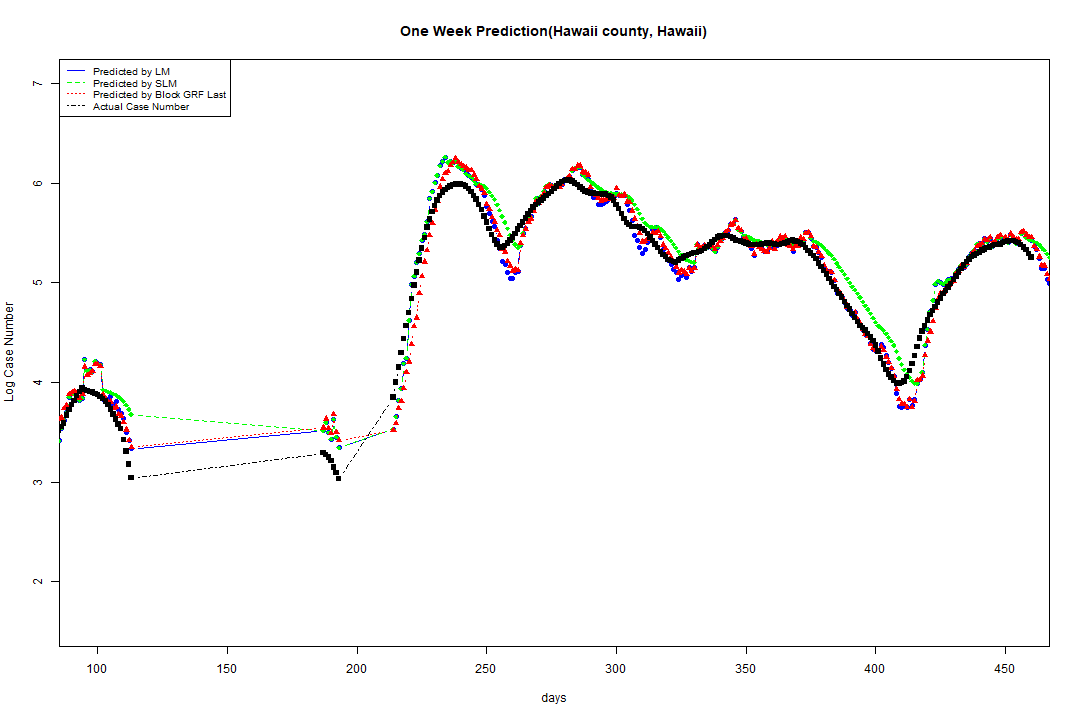 One Week Prediction(Hawaii county, Hawaii)
Predicted by LM
Predicted by SLM
Predicted by Block GRF Last
Actual Case Number
7
6
5
4
3
2
Log Case Number
100 150 200 250 300 350 400 450
days